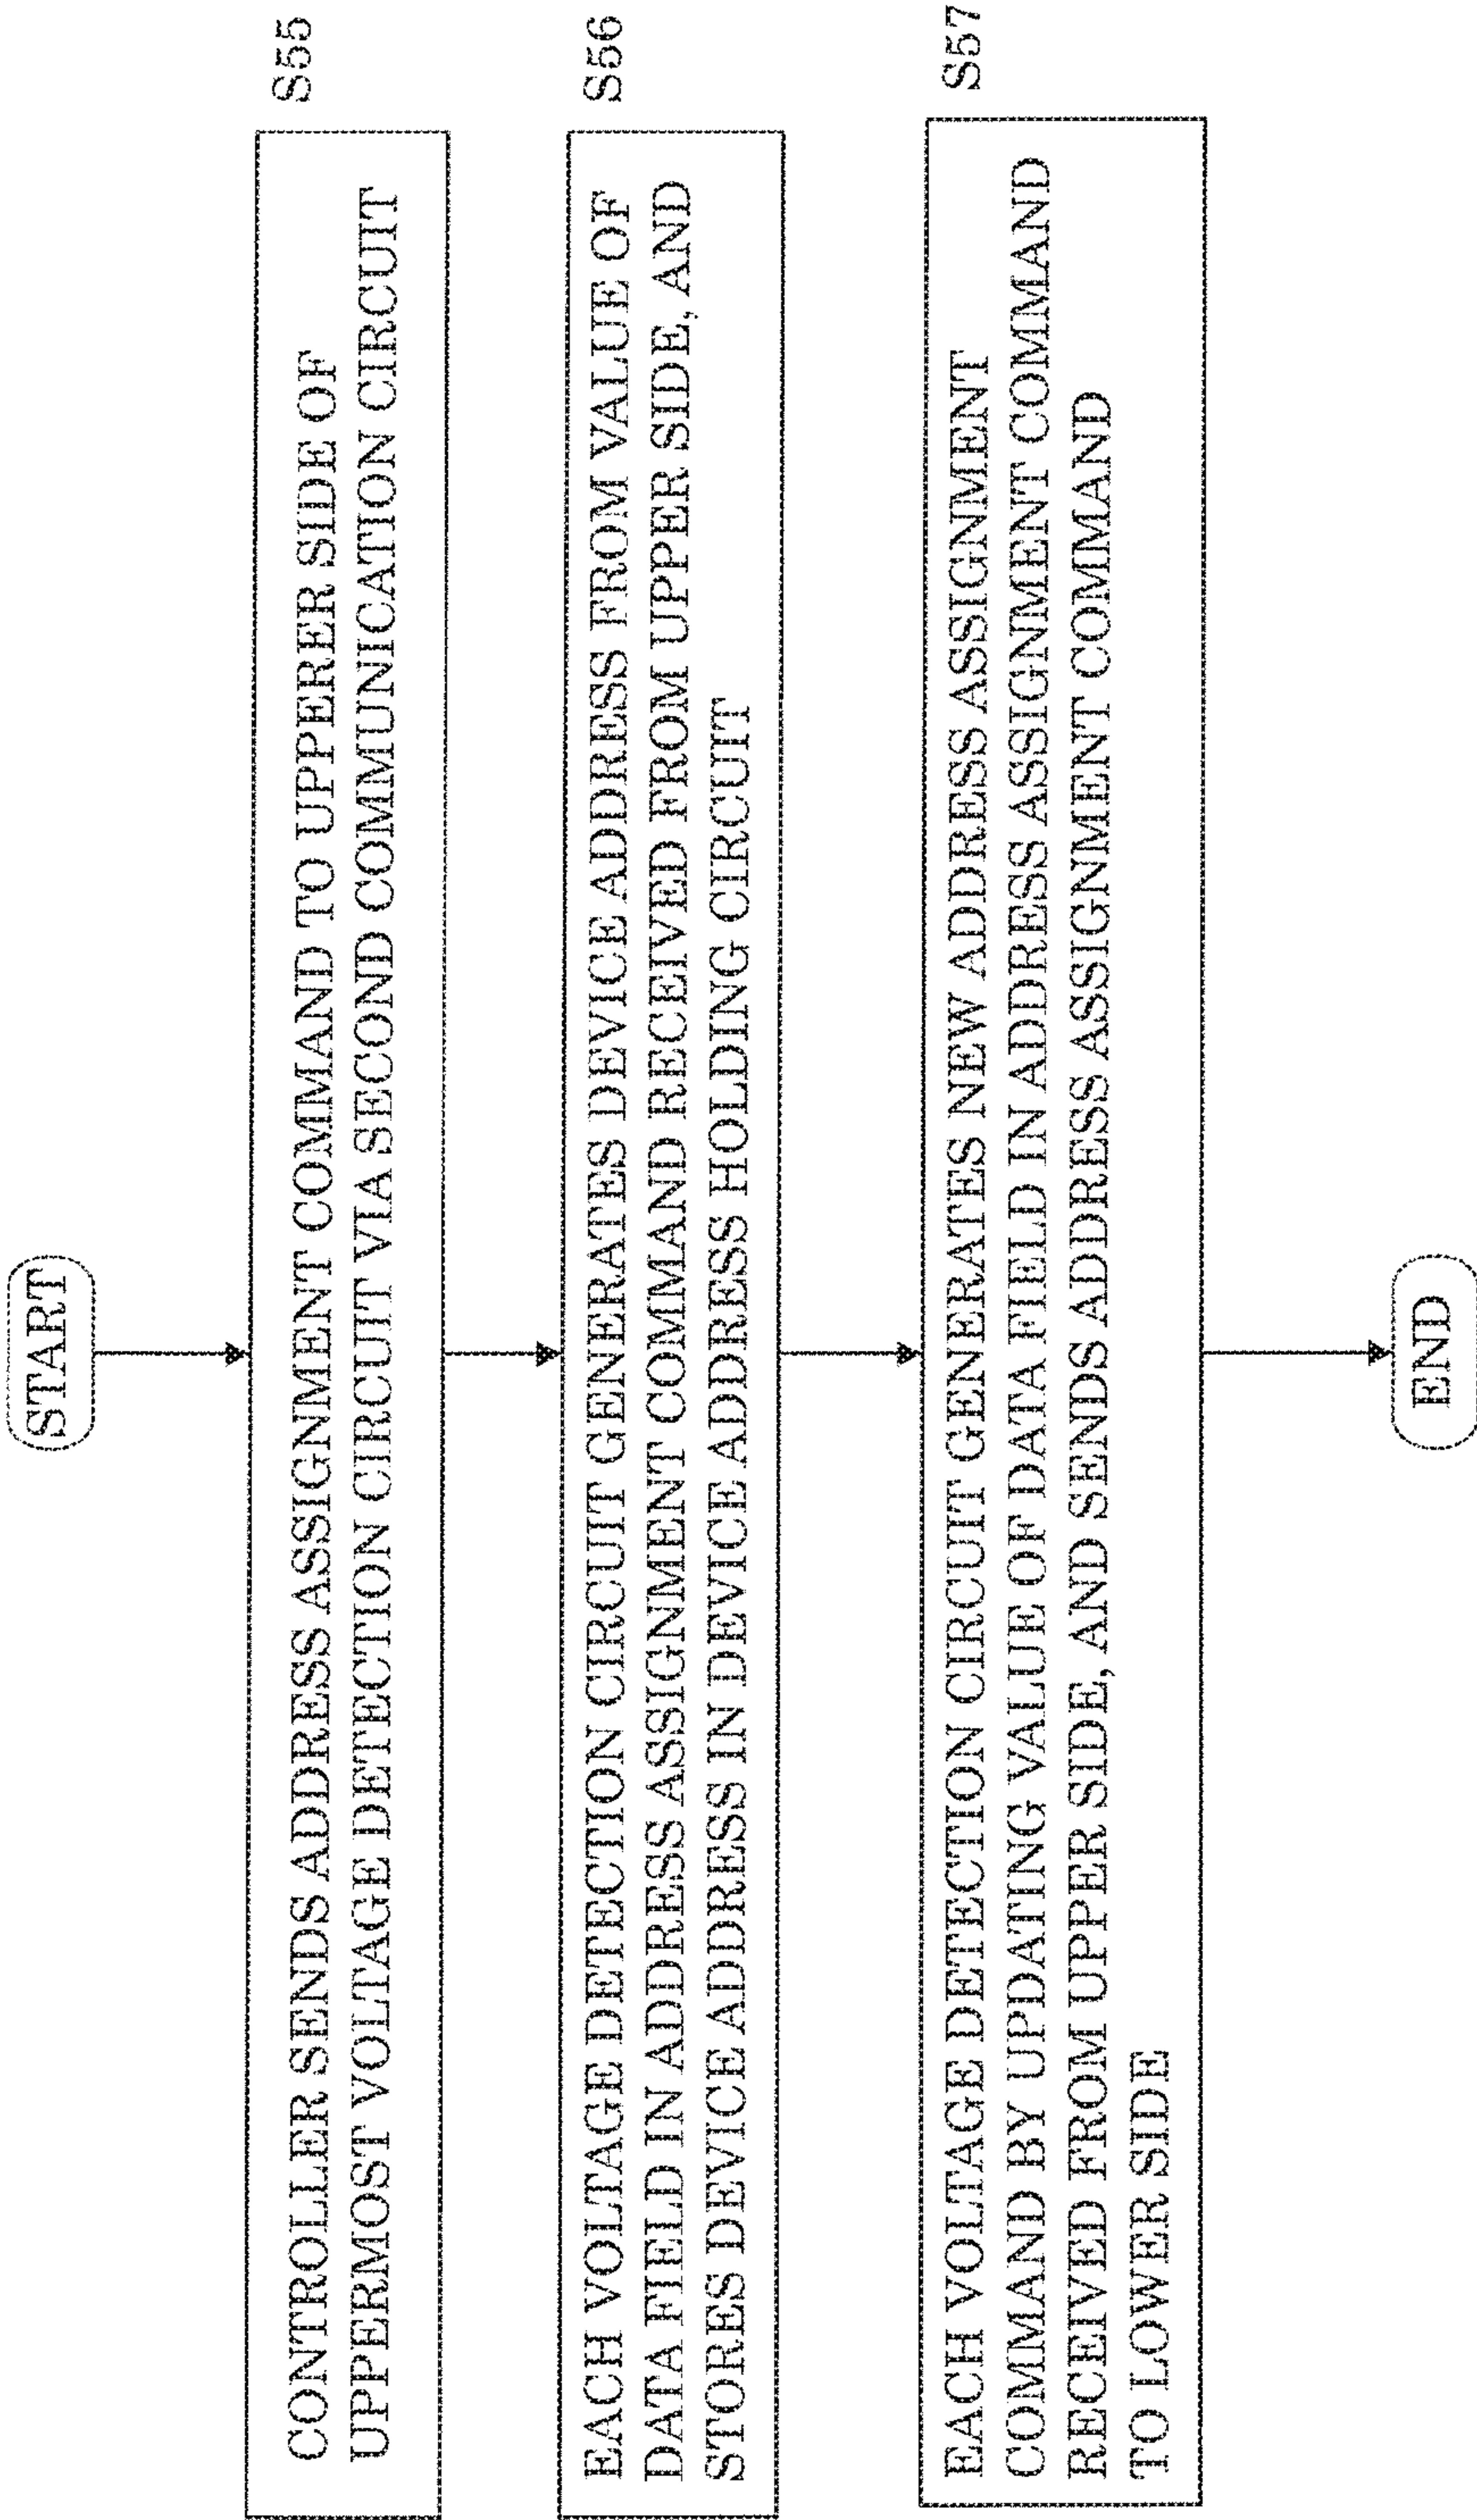 START
S55
CONTROLLER SENDS ADDRESS ASSIGNMENT COMMAND TO UPPERER SIDE OF
UPPERMOST VOLTAGE DETECTION CIRCUIT VIA SECOND COMMUNICATION CIRCUIT
S56
EACH VOLTAGE DETECTION CIRCUIT GENERATES DEVICE ADDRESS FROM VALUE OF
DATA FIELD IN ADDRESS ASSIGNMENT COMMAND RECEIVED FROM UPPER SIDE, AND
STORES DEVICE ADDRESS IN DEVICE ADDRESS HOLDING CIRCUIT
S57
EACH VOLTAGE DETECTION CIRCUIT GENERATES NEW ADDRESS ASSIGNMENT
COMMAND BY UPDATING VALUE OF DATA FIELD IN ADDRESS ASSIGNMENT COMMAND
RECEIVED FROM UPPER SIDE, AND SENDS ADDRESS ASSIGNMENT COMMAND
TO LOWER SIDE
END